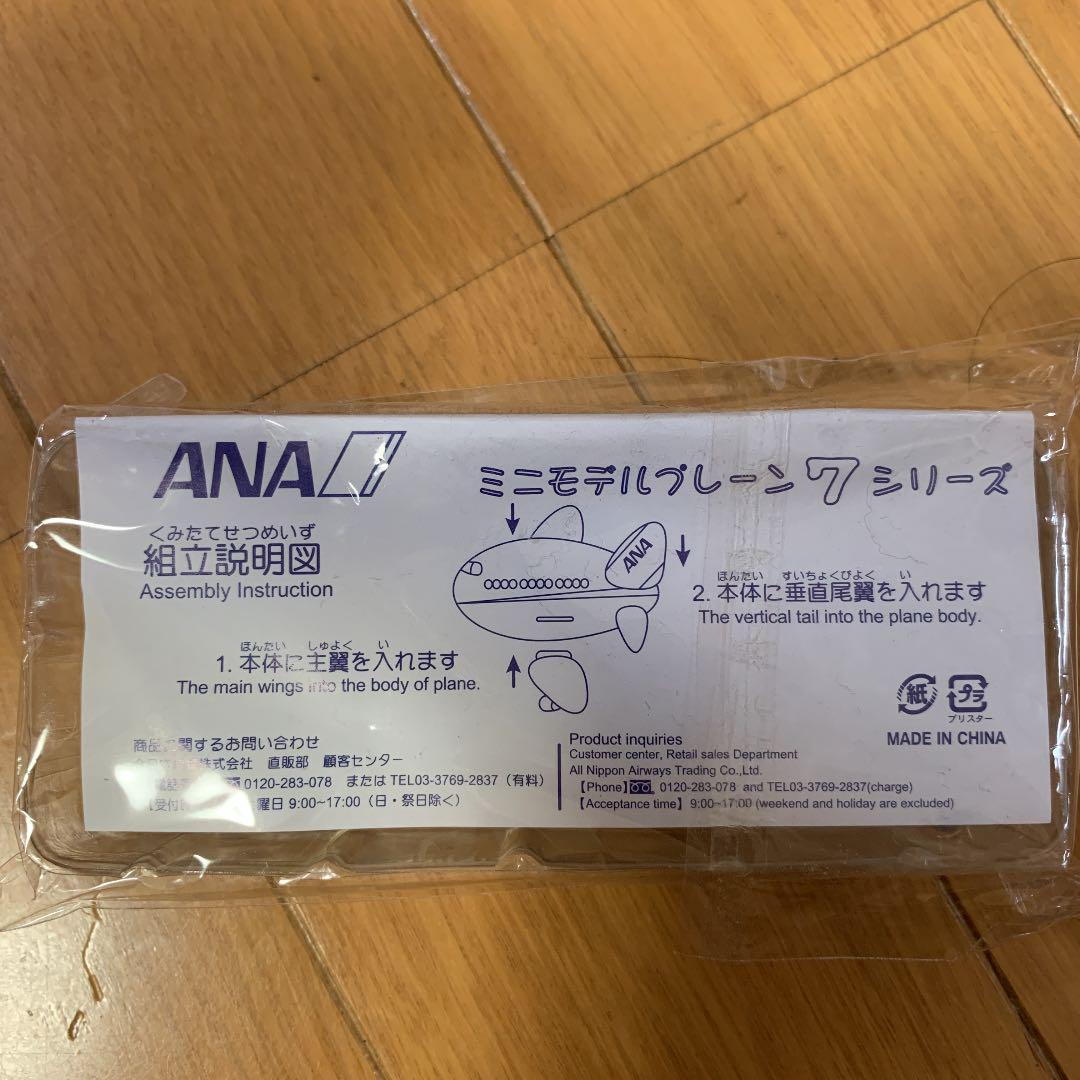 ANA
ミニモデルプレーン7シリーズ
くみたてせつめいず
組立説明図
Assembly Instruction
ANA
ほんたい しゅよく い
1. 本体に主翼を入れます
The main wings into the body of plane.
ほんたい すいちょくびよく い
2. 本体に垂直尾翼を入れます
The vertical tail into the plane body.
紙 プラ
ブリスター
MADE IN CHINA
商品に関するお問い合わせ
株式会社 直販部 顧客センター
0120-283-078 または TEL03-3769-2837（有料）
【受付 曜日 9:00~17:00（日・祭日除く）
Product inquiries
Customer center, Retail sales Department
All Nippon Airways Trading Co.,Ltd.
【Phone】 0120-283-078 and TEL03-3769-2837(charge)
【Acceptance time】 9:00~17:00 (weekend and holiday are excluded)